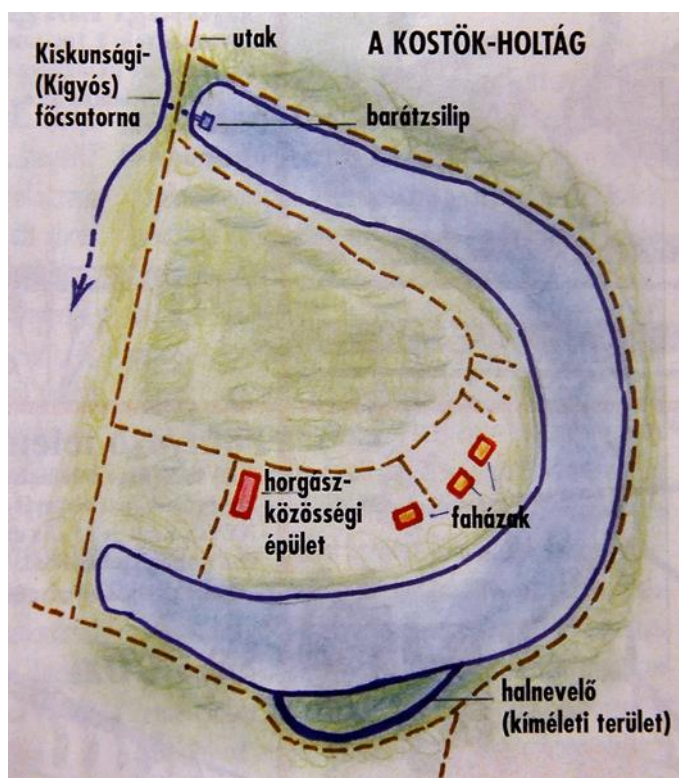 A KOSTÖK-HOLTÁG
utak
Kiskunsági-
(Kígyós)
főcsatorna
barátzsilip
horgász-
közösségi
épület
faházak
halnevelő
(kíméleti terület)